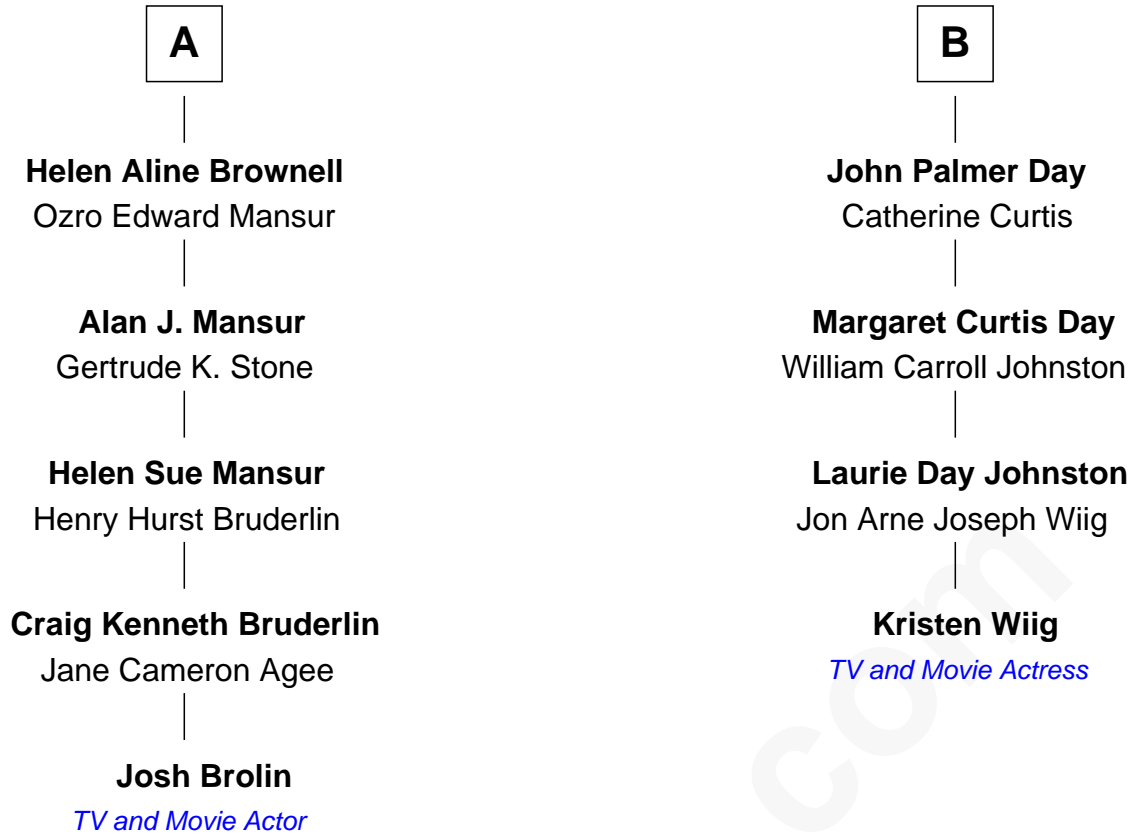 A
Helen Aline Brownell
Ozro Edward Mansur
Alan J. Mansur
Gertrude K. Stone
Helen Sue Mansur
Henry Hurst Bruderlin
Craig Kenneth Bruderlin
Jane Cameron Agee
Josh Brolin
TV and Movie Actor
B
John Palmer Day
Catherine Curtis
Margaret Curtis Day
William Carroll Johnston
Laurie Day Johnston
Jon Arne Joseph Wiig
Kristen Wiig
TV and Movie Actress
com